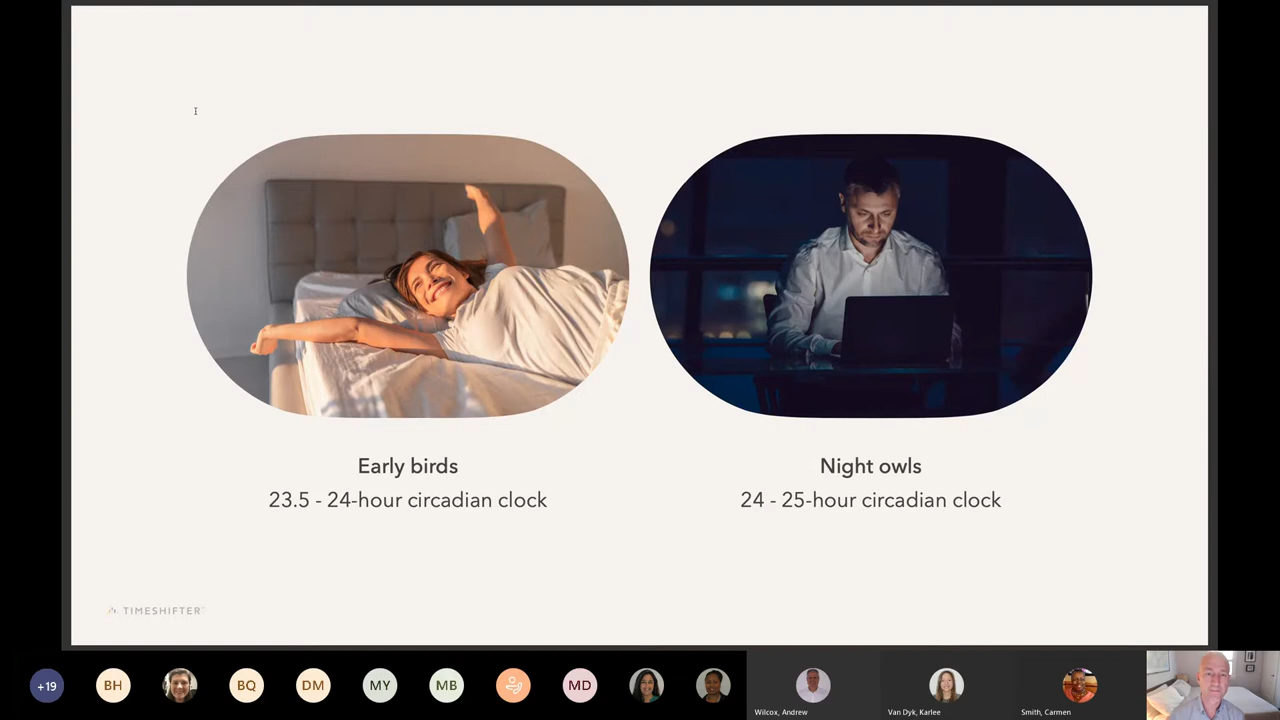 Early birds
23.5 - 24-hour circadian clock
Night owls
24 - 25-hour circadian clock
TIMESHIFTER
+19
BH
BQ
DM
MY
MB
MD
Wilcox, Andrew
Van Dyk, Karlee
Smith, Carmen